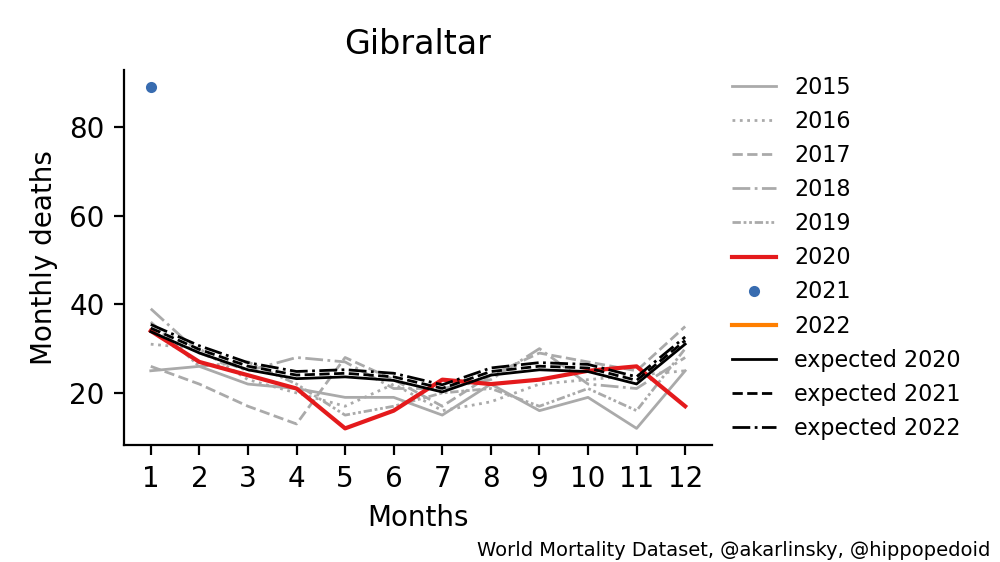 Gibraltar
Monthly deaths
80
60
40
20
1 2 3 4 5 6 7 8 9 10 11 12
Months
2015
2016
2017
2018
2019
2020
2021
2022
expected 2020
expected 2021
expected 2022
World Mortality Dataset, @akarlinsky, @hippopedoid